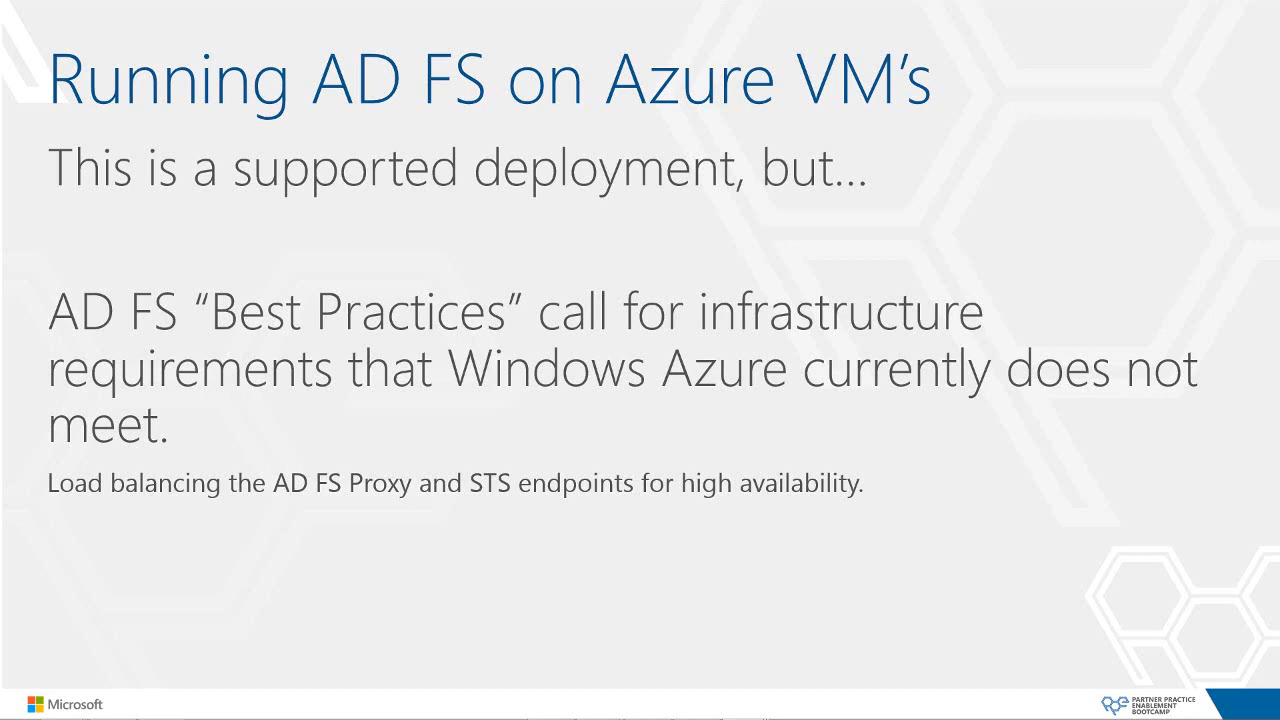 Running AD FS on Azure VM’s
This is a supported deployment, but…
AD FS “Best Practices” call for infrastructure
requirements that Windows Azure currently does not
meet.
Load balancing the AD FS Proxy and STS endpoints for high availability.
Microsoft
PARTNER PRACTICE
ENABLEMENT
BOOTCAMP